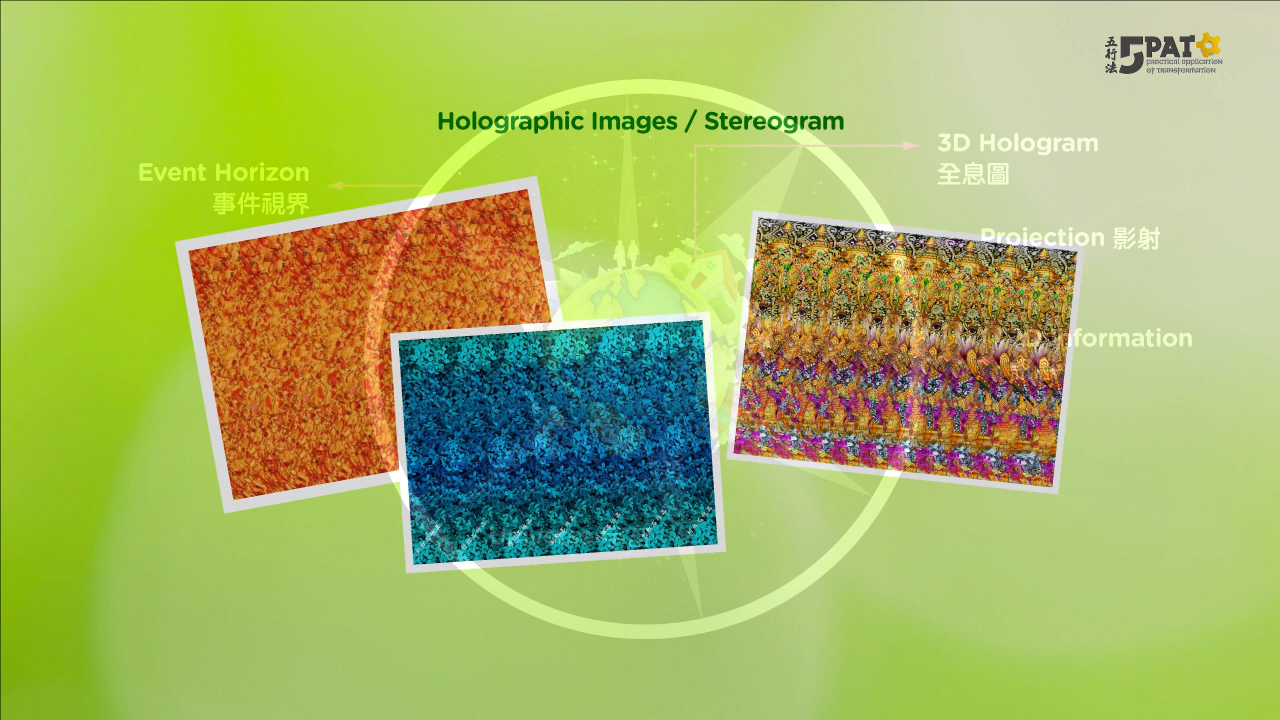 五行法
5PAT
PRACTICAL APPLICATION
OF TRANSFORMATION
Holographic Images / Stereogram
3D Hologram
全息圖
Event Horizon
事件視界
Projection 影射
Information